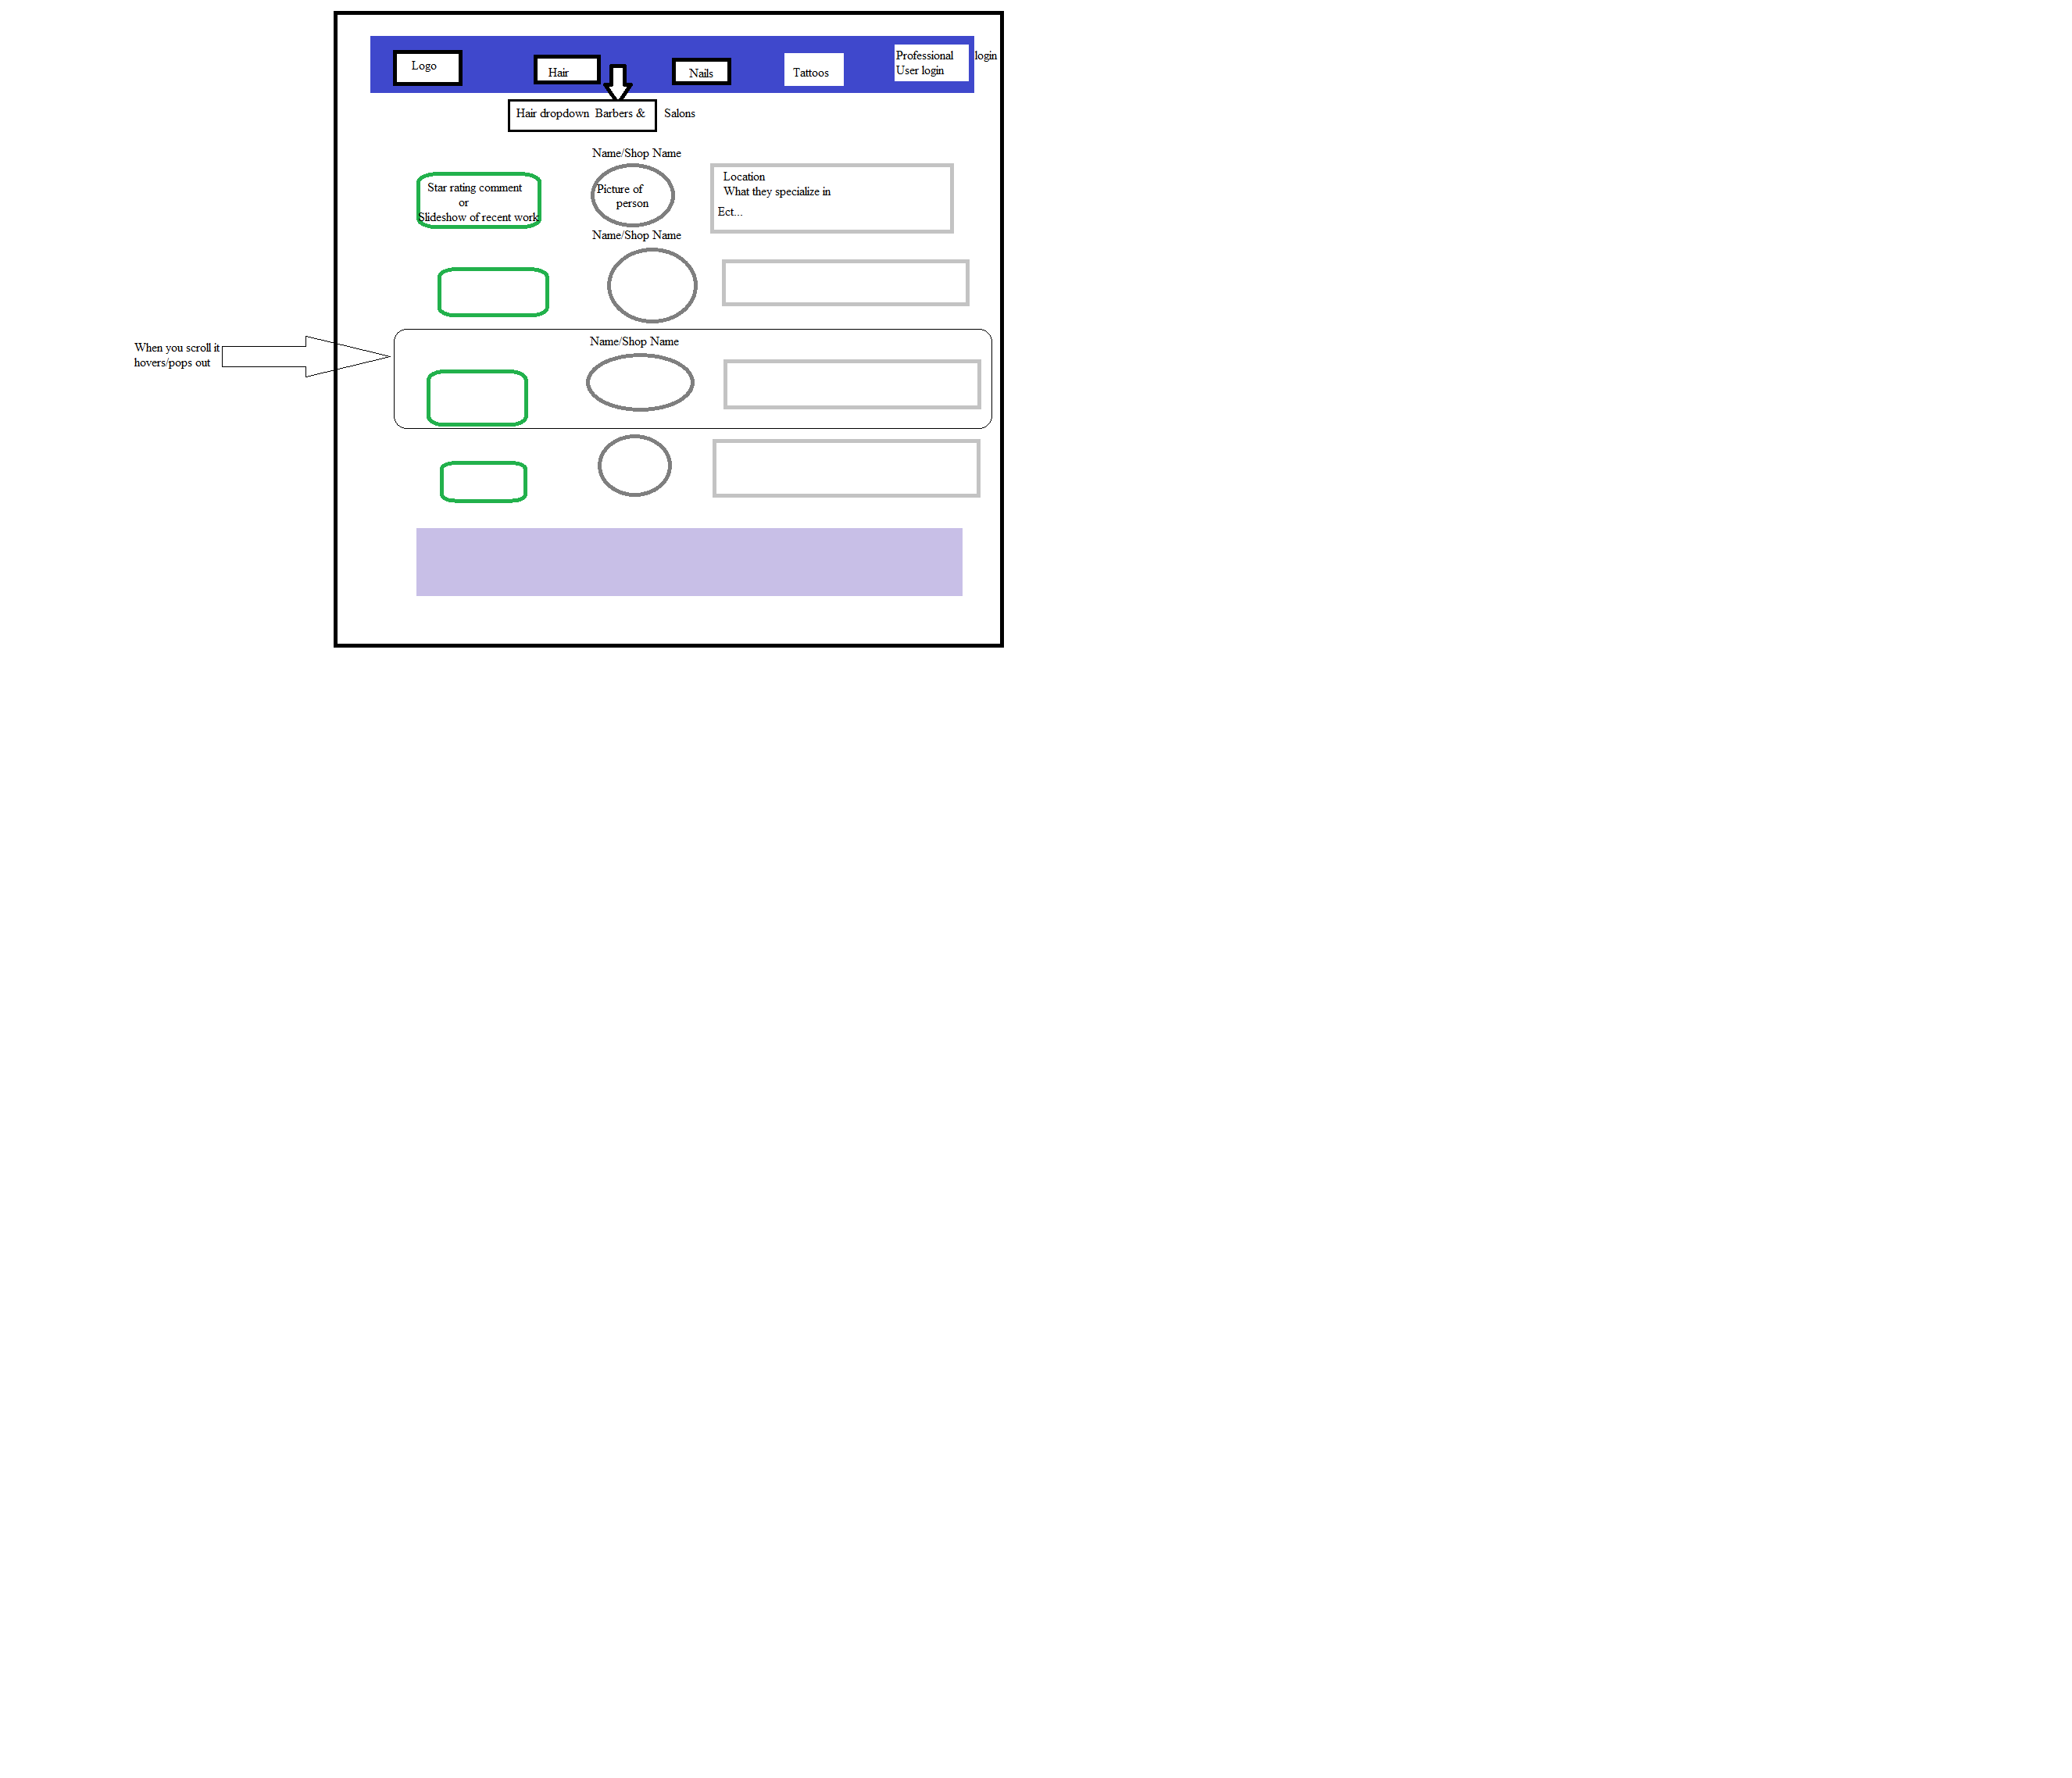 Logo
Hair
Nails
Tattoos
Professional login
User login
Hair dropdown Barbers & Salons
Name/Shop Name
Star rating comment
or
Slideshow of recent work
Picture of
person
Location
What they specialize in
Ect...
Name/Shop Name
When you scroll it
hovers/pops out
Name/Shop Name